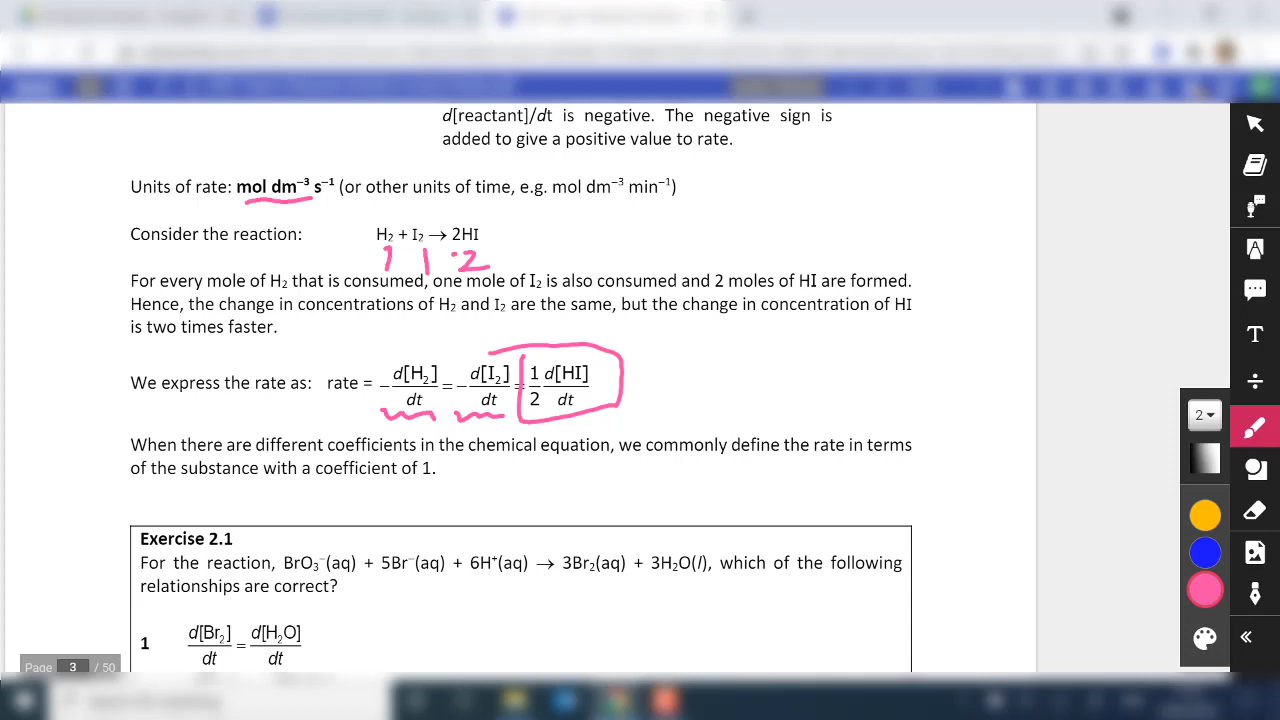 d[reactant]/dt is negative. The negative sign is
added to give a positive value to rate.
Units of rate: mol dm⁻³ s⁻¹ (or other units of time, e.g. mol dm⁻³ min⁻¹)
Consider the reaction: H₂ + I₂ → 2HI
1 1 2
For every mole of H₂ that is consumed, one mole of I₂ is also consumed and 2 moles of HI are formed.
Hence, the change in concentrations of H₂ and I₂ are the same, but the change in concentration of HI
is two times faster.
We express the rate as: rate = −d[H₂]/dt = −d[I₂]/dt = 1/2 d[HI]/dt
When there are different coefficients in the chemical equation, we commonly define the rate in terms
of the substance with a coefficient of 1.
Exercise 2.1
For the reaction, BrO₃⁻(aq) + 5Br⁻(aq) + 6H⁺(aq) → 3Br₂(aq) + 3H₂O(l), which of the following
relationships are correct?
1 d[Br₂]/dt = d[H₂O]/dt
Page 3 / 50
2
T